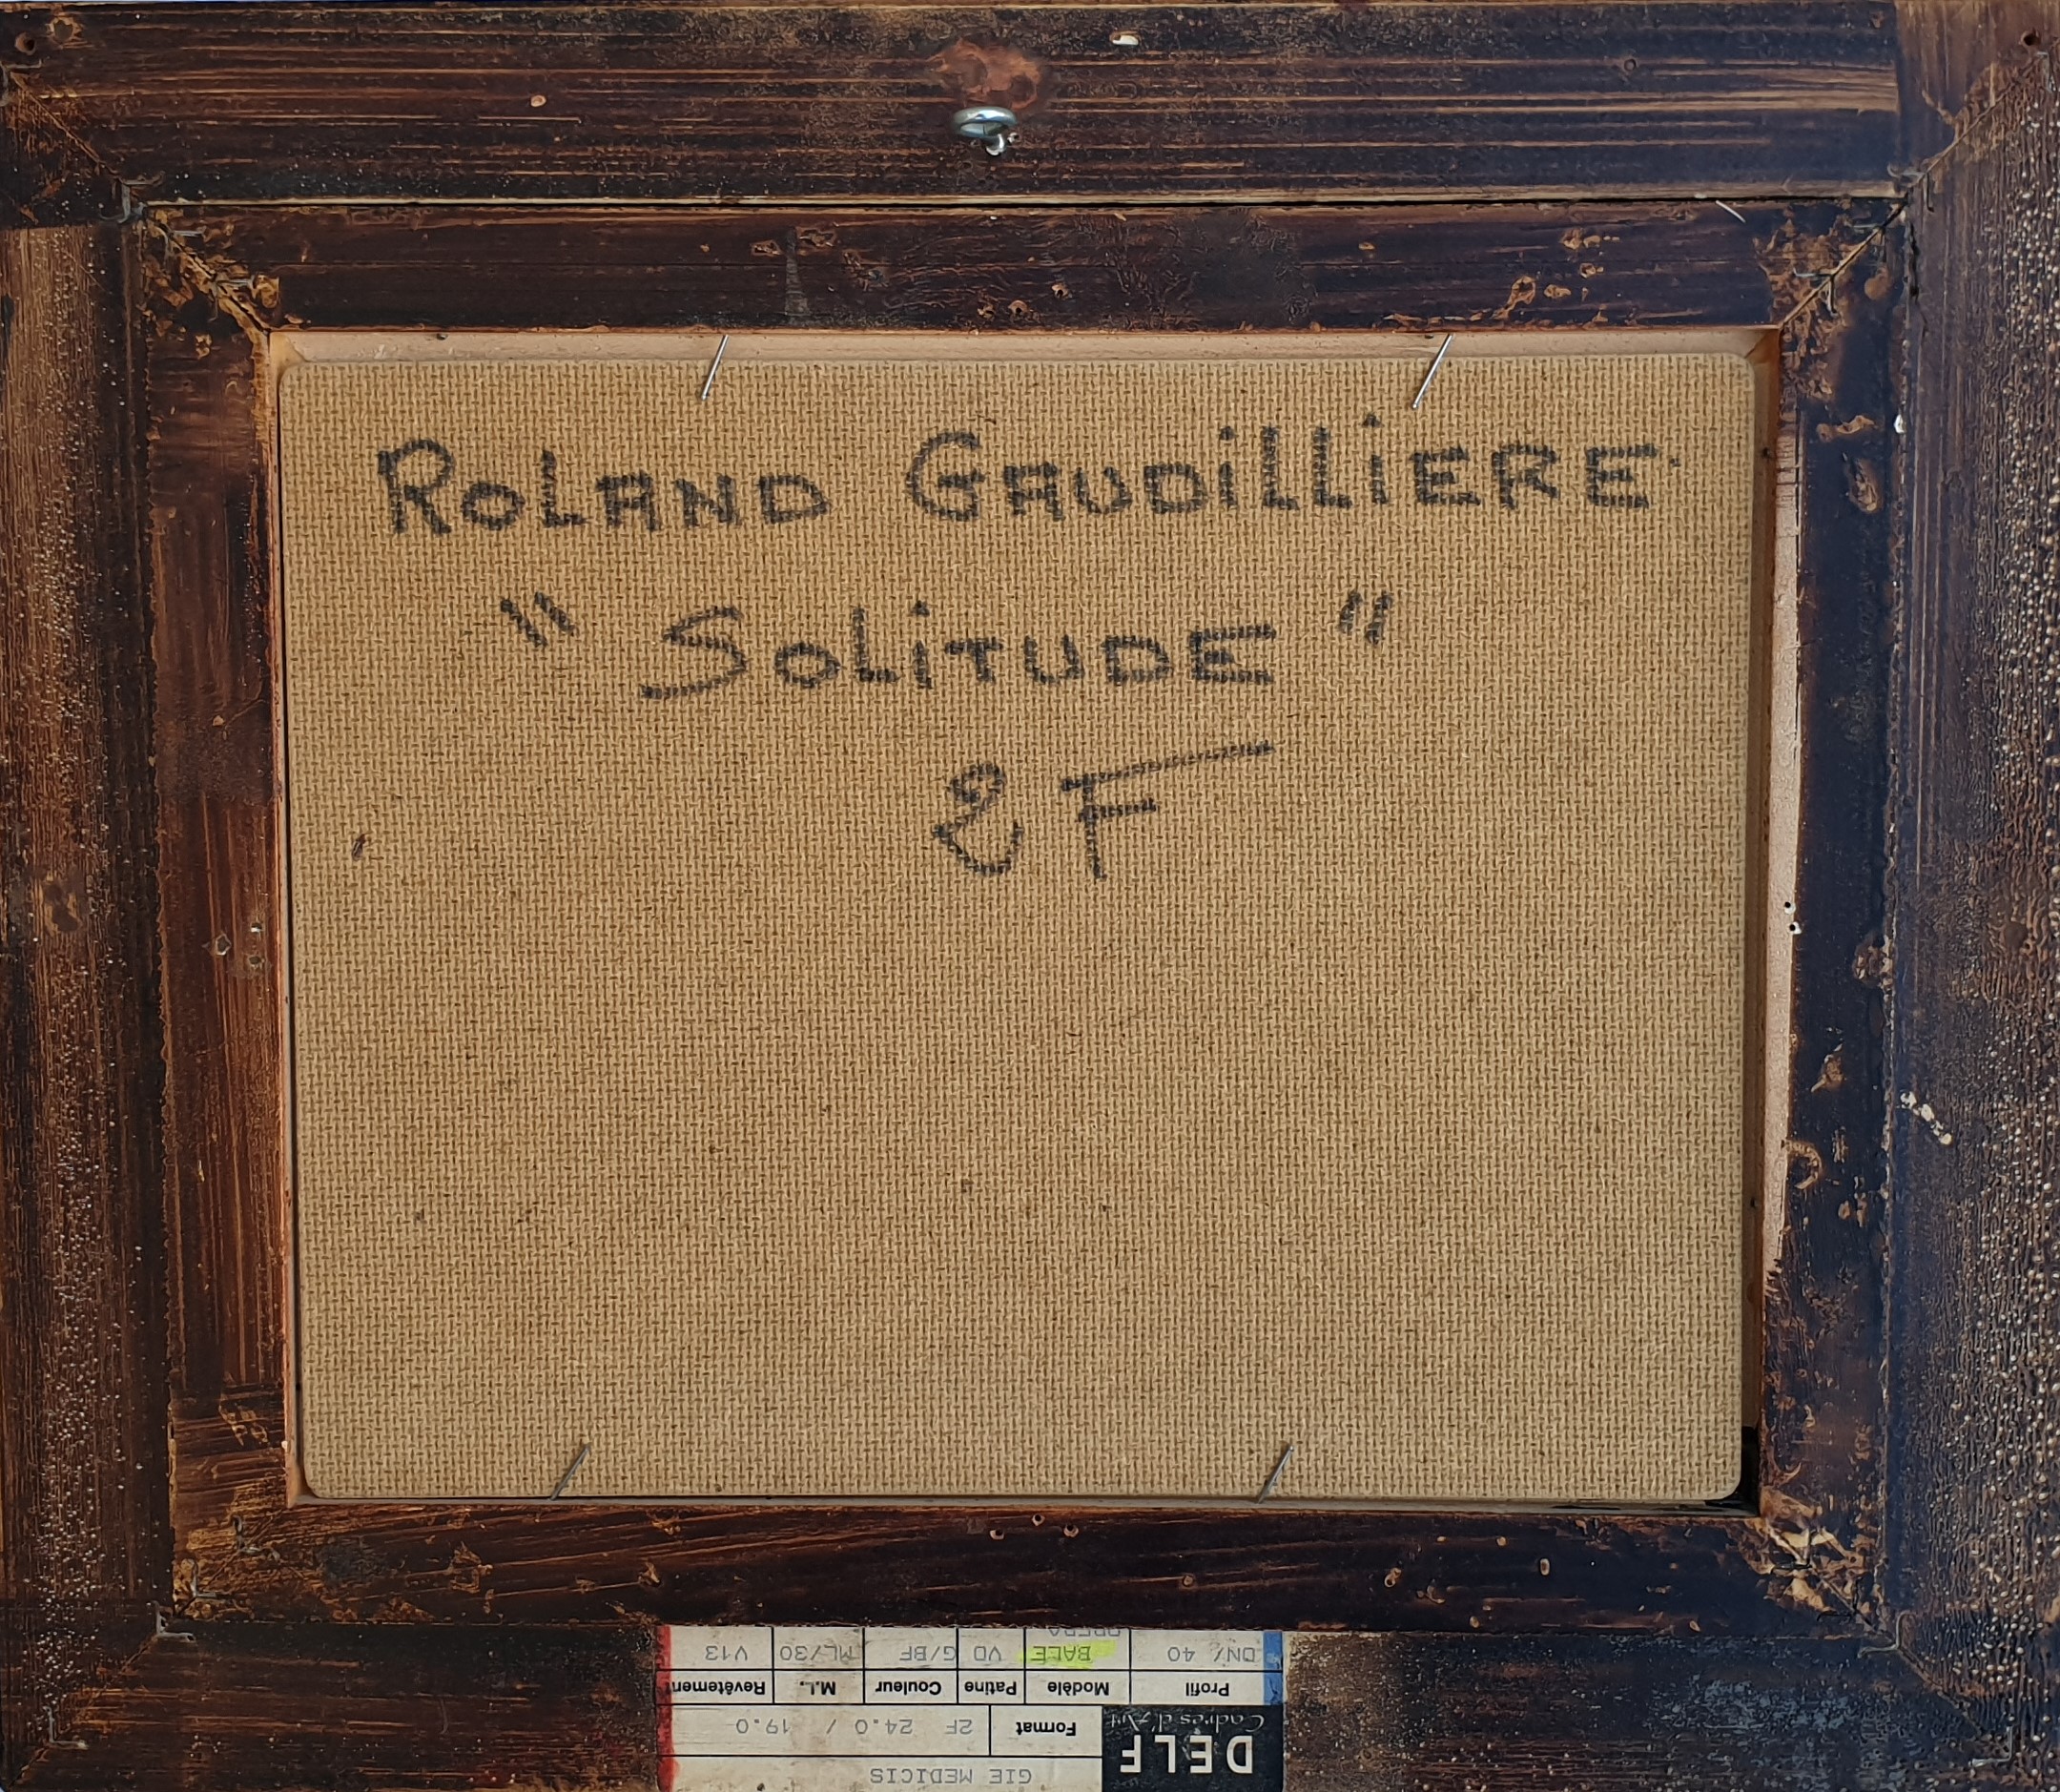 ROLAND GAUDiLLiERE
" SOLiTUDE "
2F
GIE MEDICIS
DELF
Cadres d'Art
Format 2F 24.0 / 19.0
Profil Modèle Patine Couleur M.L. Revêtement
DN/ 40 BALE VD G/BF ML/30 V13
OPERA